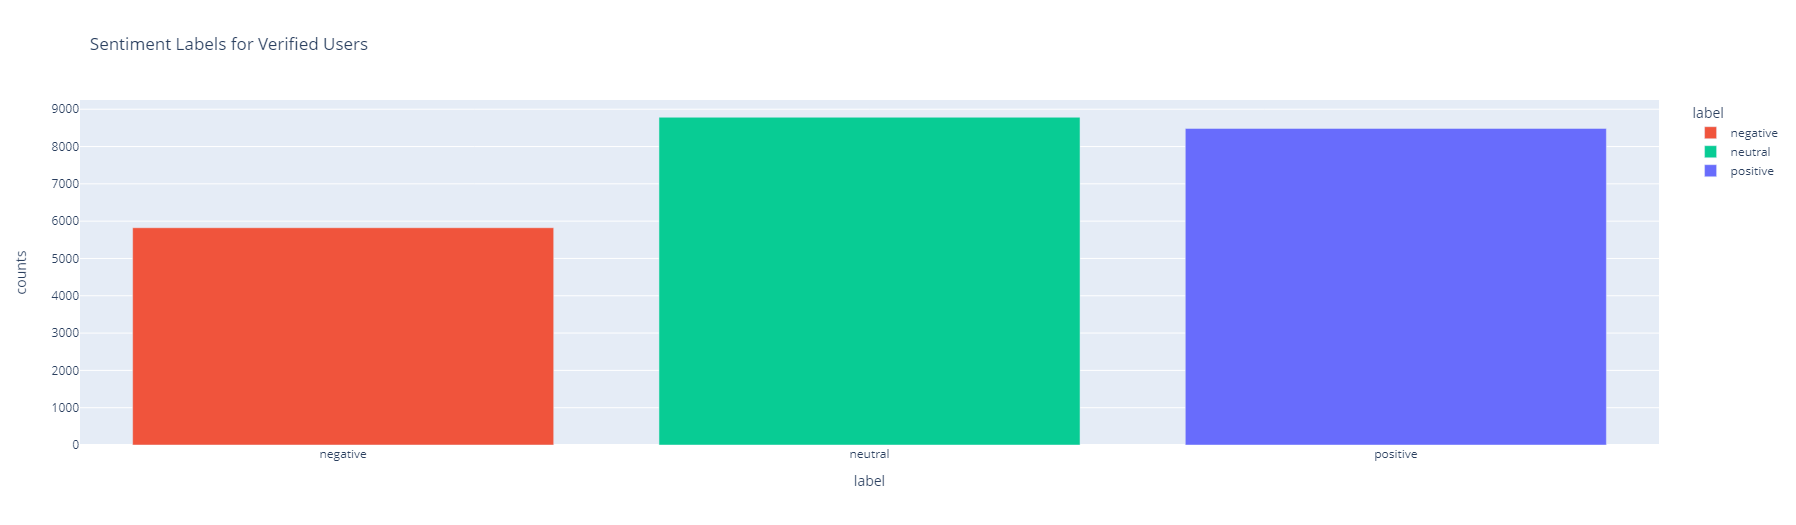 Sentiment Labels for Verified Users
9000
8000
7000
6000
5000
4000
3000
2000
1000
0
counts
negative
neutral
positive
label
label
negative
neutral
positive